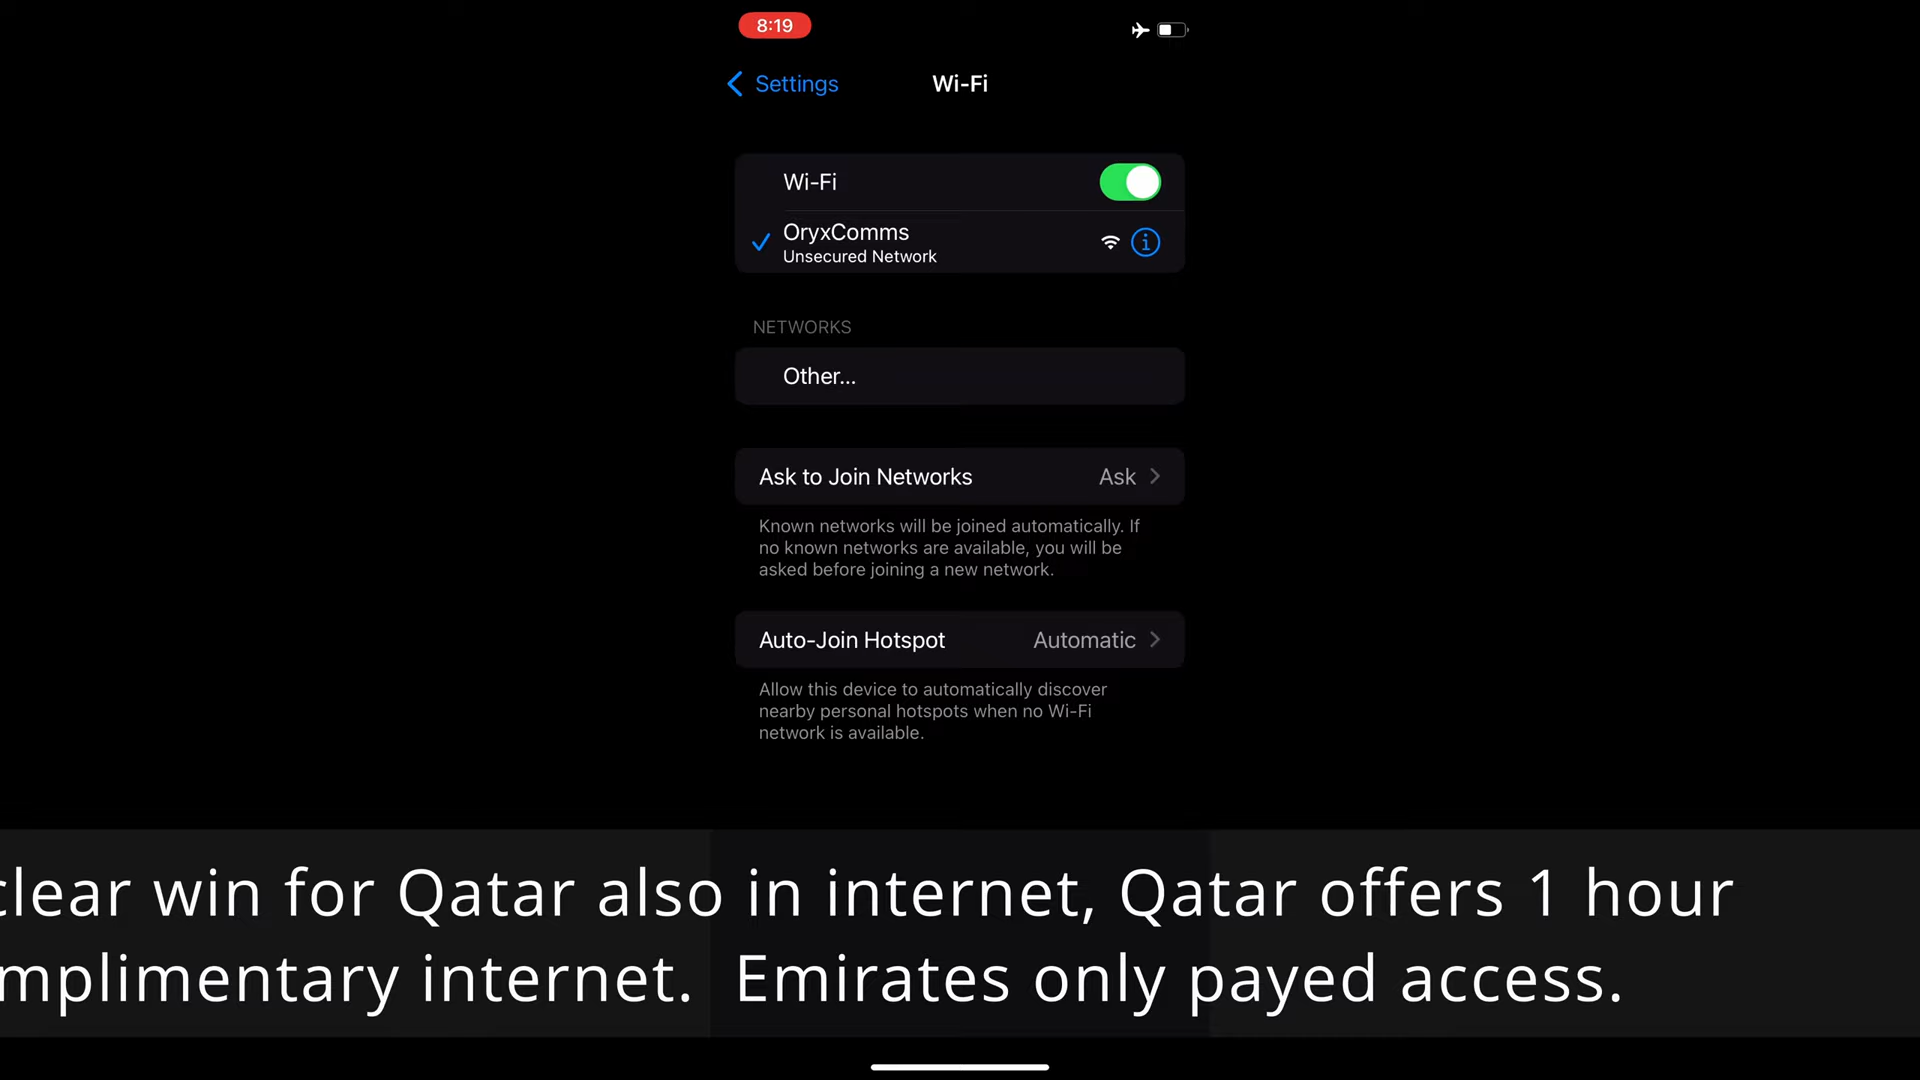 8:19
Settings
Wi-Fi
Wi-Fi
OryxComms
Unsecured Network
NETWORKS
Other...
Ask to Join Networks Ask
Known networks will be joined automatically. If
no known networks are available, you will be
asked before joining a new network.
Auto-Join Hotspot Automatic
Allow this device to automatically discover
nearby personal hotspots when no Wi-Fi
network is available.
clear win for Qatar also in internet, Qatar offers 1 hour
mplimentary internet. Emirates only payed access.